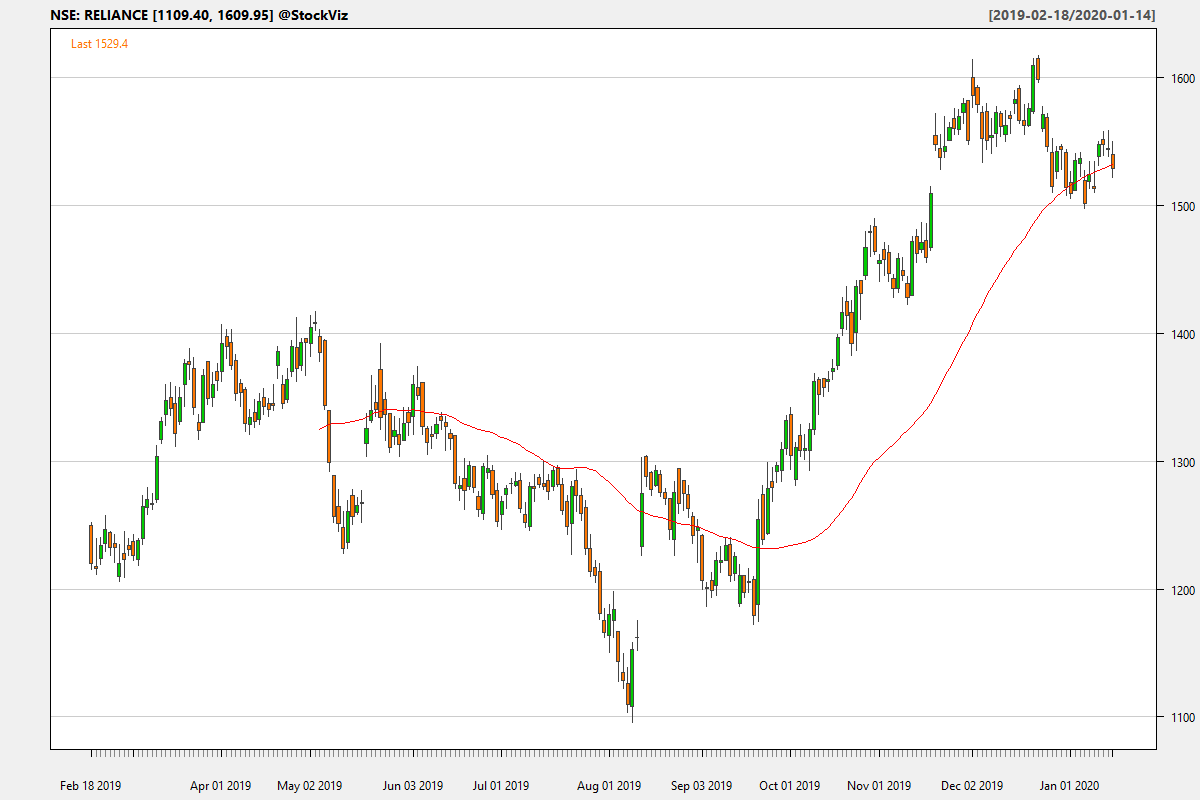 NSE: RELIANCE [1109.40, 1609.95] @StockViz
[2019-02-18/2020-01-14]
Last 1529.4
1600
1500
1400
1300
1200
1100
Feb 18 2019 Apr 01 2019 May 02 2019 Jun 03 2019 Jul 01 2019 Aug 01 2019 Sep 03 2019 Oct 01 2019 Nov 01 2019 Dec 02 2019 Jan 01 2020